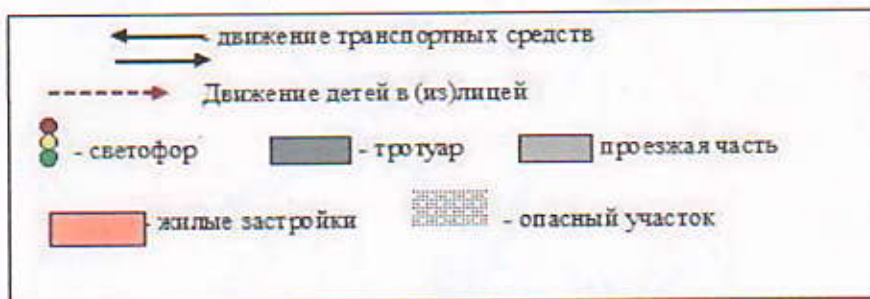 - движение транспортных средств
Движение детей в (из)лицей
- светофор - тротуар проезжая часть
- жилые застройки - опасный участок